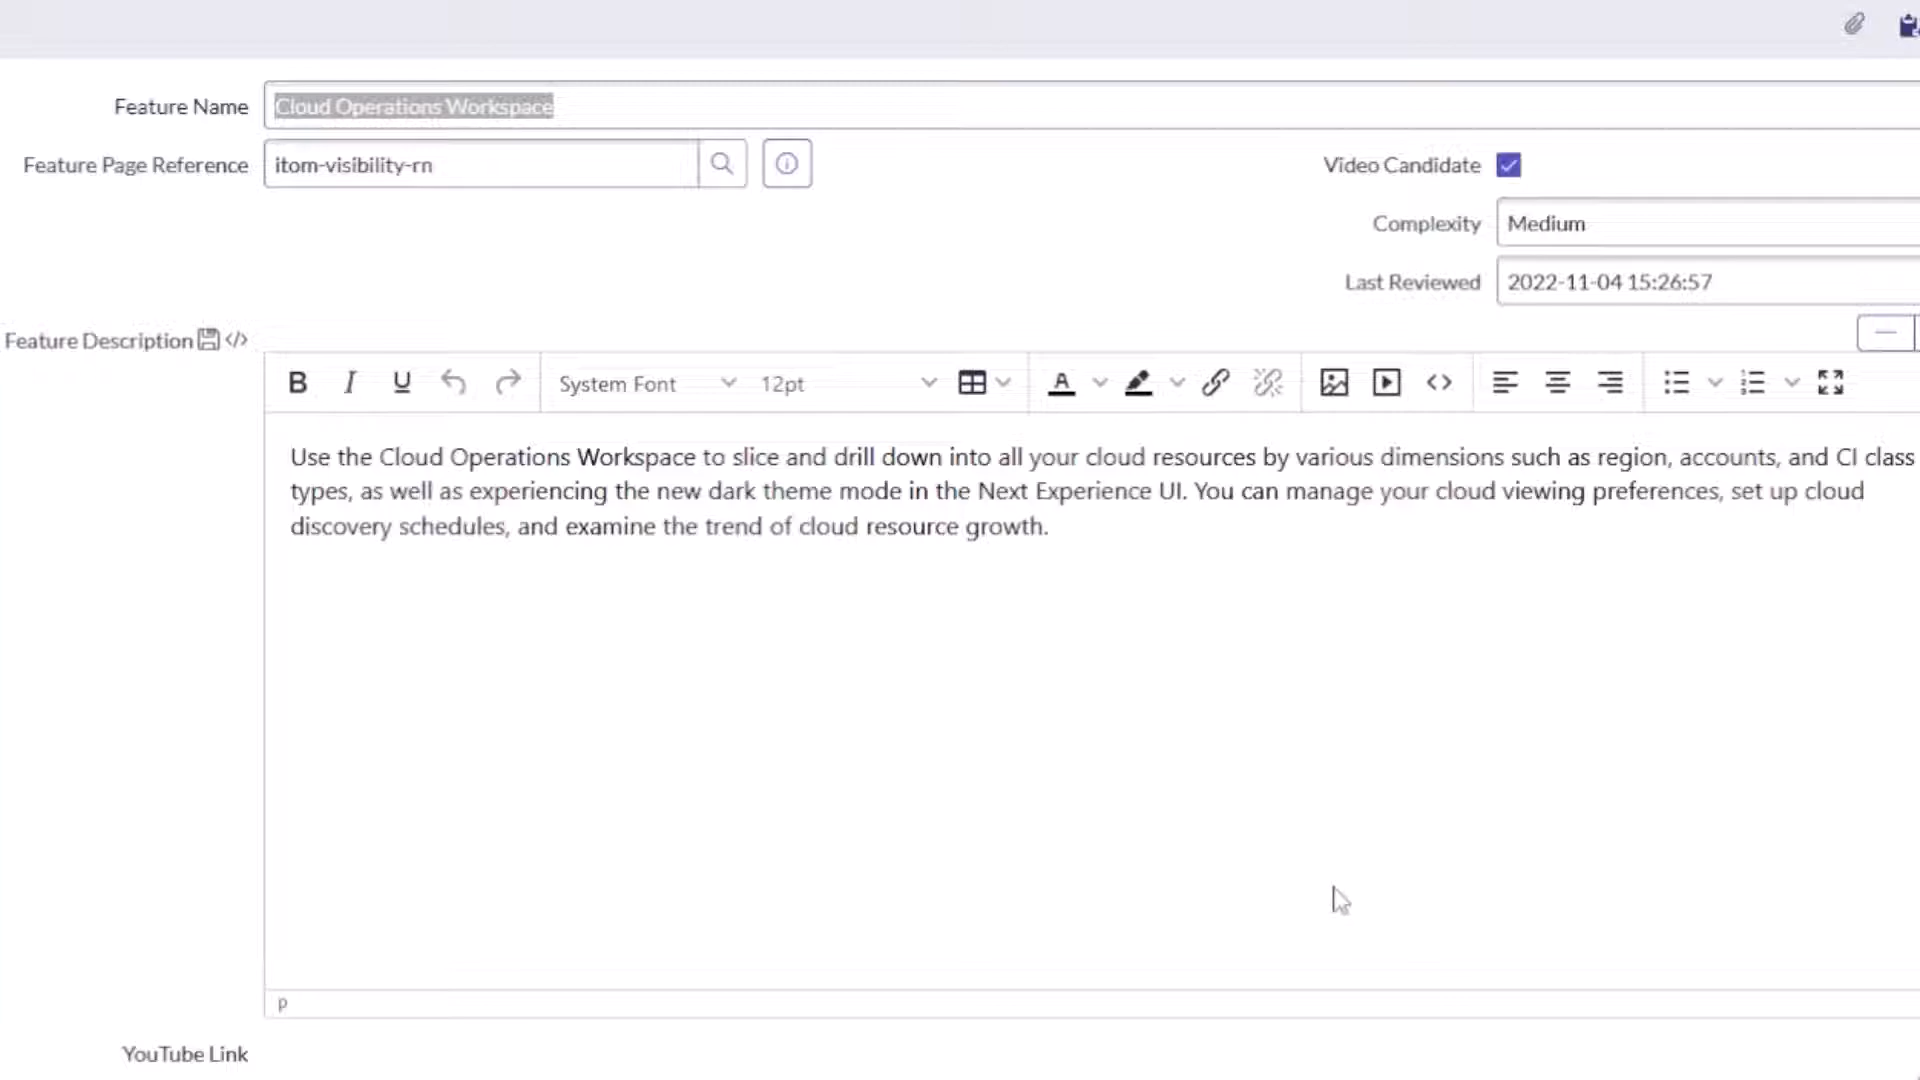 Feature Name Cloud Operations Workspace
Feature Page Reference itom-visibility-rn
Video Candidate
Complexity Medium
Last Reviewed 2022-11-04 15:26:57
Feature Description
B I U System Font 12pt A
Use the Cloud Operations Workspace to slice and drill down into all your cloud resources by various dimensions such as region, accounts, and CI class
types, as well as experiencing the new dark theme mode in the Next Experience UI. You can manage your cloud viewing preferences, set up cloud
discovery schedules, and examine the trend of cloud resource growth.
p
YouTube Link